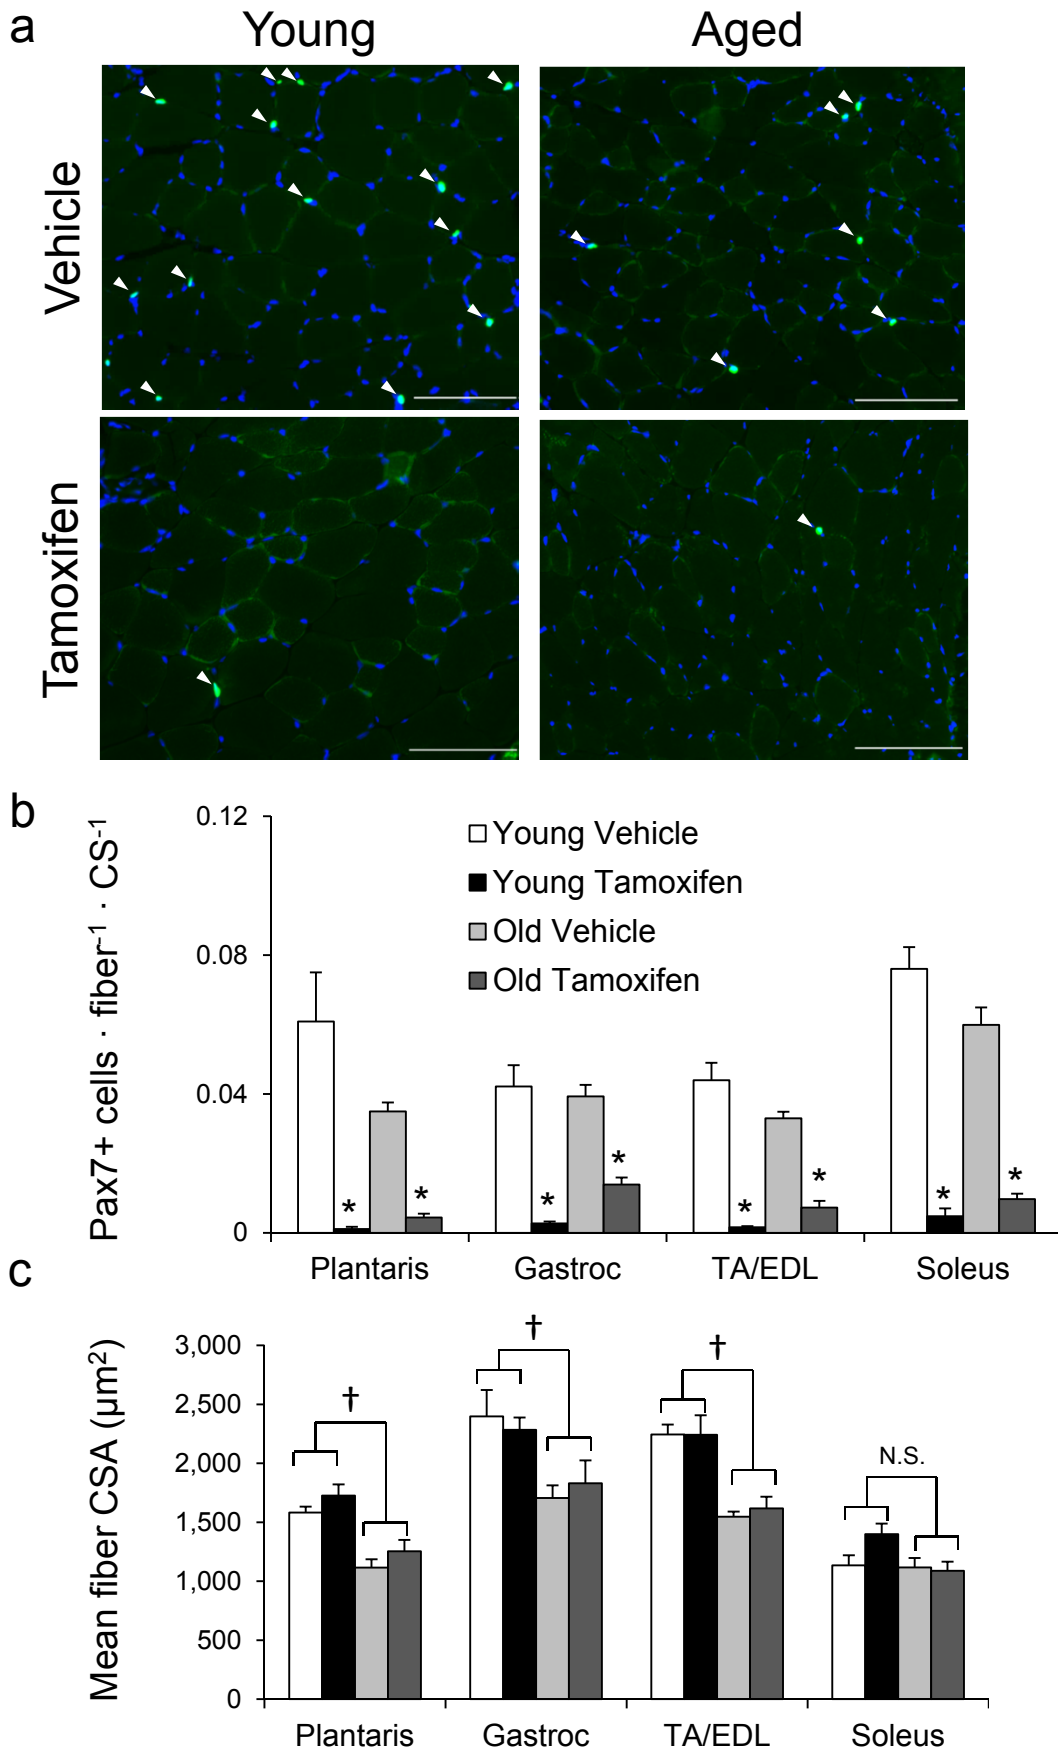 a
Young
Aged
Vehicle
Tamoxifen
b
Pax7+ cells · fiber⁻¹ · CS⁻¹
0.12
0.08
0.04
0
Young Vehicle
Young Tamoxifen
Old Vehicle
Old Tamoxifen
* * * * * * * *
Plantaris Gastroc TA/EDL Soleus
c
Mean fiber CSA (µm²)
3,000
2,500
2,000
1,500
1,000
500
0
† † † N.S.
Plantaris Gastroc TA/EDL Soleus